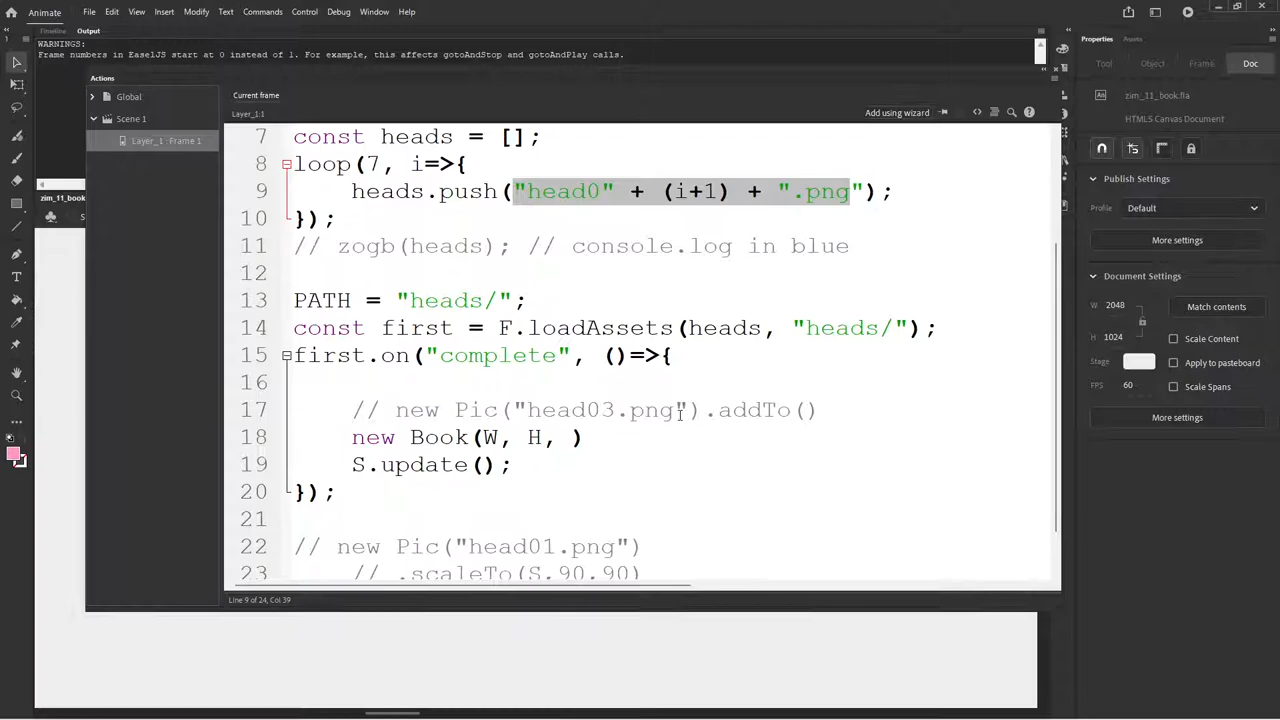 Animate File Edit View Insert Modify Text Commands Control Debug Window Help
Timeline Output
WARNINGS:
Frame numbers in EaselJS start at 0 instead of 1. For example, this affects gotoAndStop and gotoAndPlay calls.
Actions
Global
Scene 1
Layer_1 : Frame 1
zim_11_book
Current frame
Layer_1:1
Add using wizard
7 const heads = [];
8 loop(7, i=>{
9 heads.push("head0" + (i+1) + ".png");
10 });
11 // zogb(heads); // console.log in blue
12
13 PATH = "heads/";
14 const first = F.loadAssets(heads, "heads/");
15 first.on("complete", ()=>{
16
17 // new Pic("head03.png").addTo()
18 new Book(W, H, )
19 S.update();
20 });
21
22 // new Pic("head01.png")
23 // .scaleTo(S,90,90)
Line 9 of 24, Col 39
Properties Assets
Tool Object Frame Doc
zim_11_book.fla
HTML5 Canvas Document
Publish Settings
Profile Default
More settings
Document Settings
W 2048 Match contents
H 1024 Scale Content
Stage Apply to pasteboard
FPS 60 Scale Spans
More settings